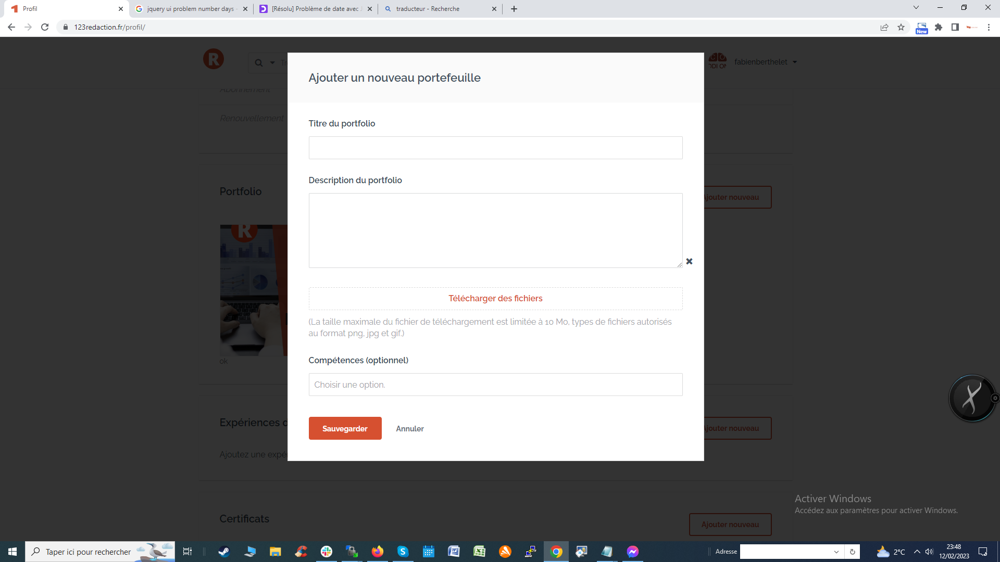 Profil
jquery ui problem number days -
[Résolu] Problème de date avec J
traducteur - Recherche
123redaction.fr/profil/
New
R
fabienberthelet
Ajouter un nouveau portefeuille
Abonnement
Renouvellement
Titre du portfolio
Description du portfolio
Portfolio
Ajouter nouveau
R
Télécharger des fichiers
(La taille maximale du fichier de téléchargement est limitée à 10 Mo, types de fichiers autorisés
au format png, jpg et gif.)
ok
Compétences (optionnel)
Choisir une option.
Expériences d
Ajouter nouveau
Sauvegarder
Annuler
Ajoutez une expé
Activer Windows
Accédez aux paramètres pour activer Windows.
Certificats
Ajouter nouveau
Taper ici pour rechercher
Adresse
2°C
23:48
12/02/2023